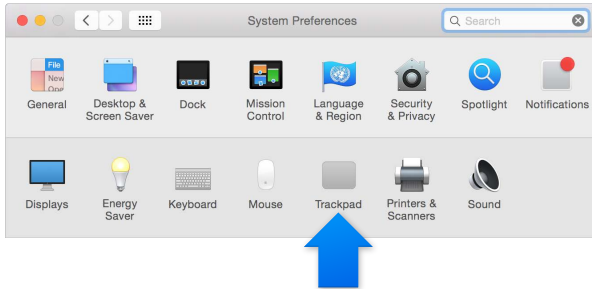 System Preferences
Search
File
New
One
General
Desktop &
Screen Saver
Dock
Mission
Control
Language
& Region
Security
& Privacy
Spotlight
Notifications
Displays
Energy
Saver
Keyboard
Mouse
Trackpad
Printers &
Scanners
Sound